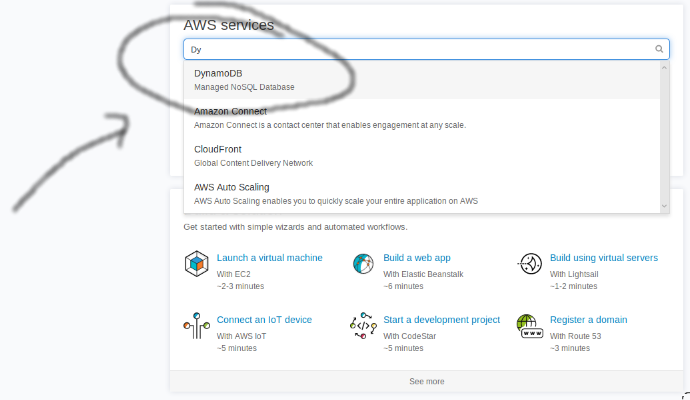 AWS services
Dy
DynamoDB
Managed NoSQL Database
Amazon Connect
Amazon Connect is a contact center that enables engagement at any scale.
CloudFront
Global Content Delivery Network
AWS Auto Scaling
AWS Auto Scaling enables you to quickly scale your entire application on AWS
Get started with simple wizards and automated workflows.
Launch a virtual machine
With EC2
~2-3 minutes
Build a web app
With Elastic Beanstalk
~6 minutes
Build using virtual servers
With Lightsail
~1-2 minutes
Connect an IoT device
With AWS IoT
~5 minutes
Start a development project
With CodeStar
~5 minutes
Register a domain
With Route 53
~3 minutes
www
See more